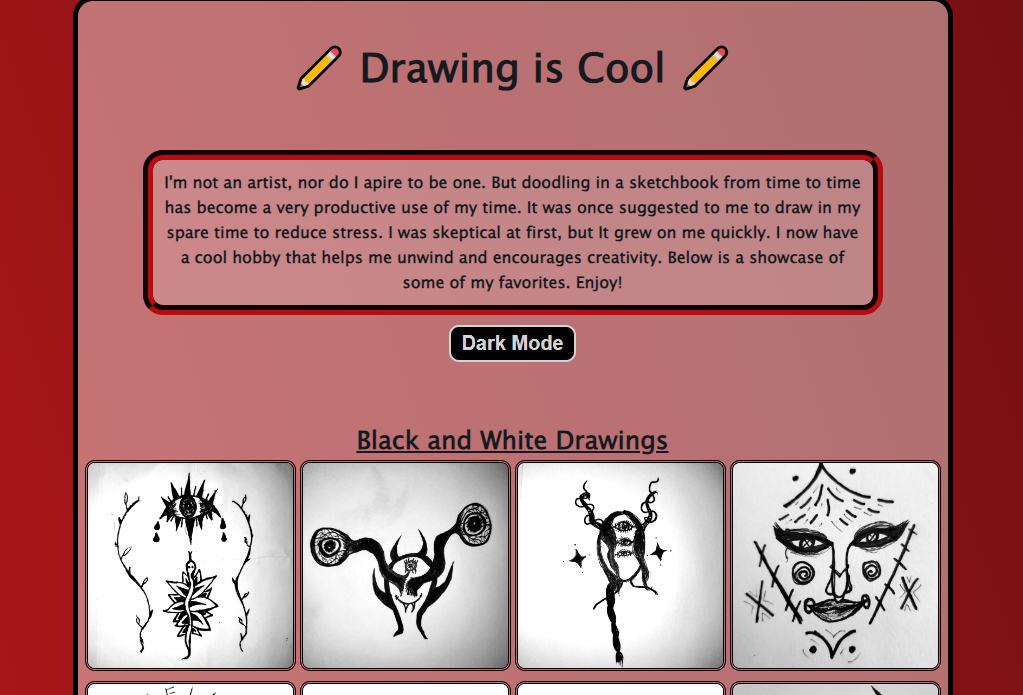 Drawing is Cool
I'm not an artist, nor do I apire to be one. But doodling in a sketchbook from time to time
has become a very productive use of my time. It was once suggested to me to draw in my
spare time to reduce stress. I was skeptical at first, but It grew on me quickly. I now have
a cool hobby that helps me unwind and encourages creativity. Below is a showcase of
some of my favorites. Enjoy!
Dark Mode
Black and White Drawings